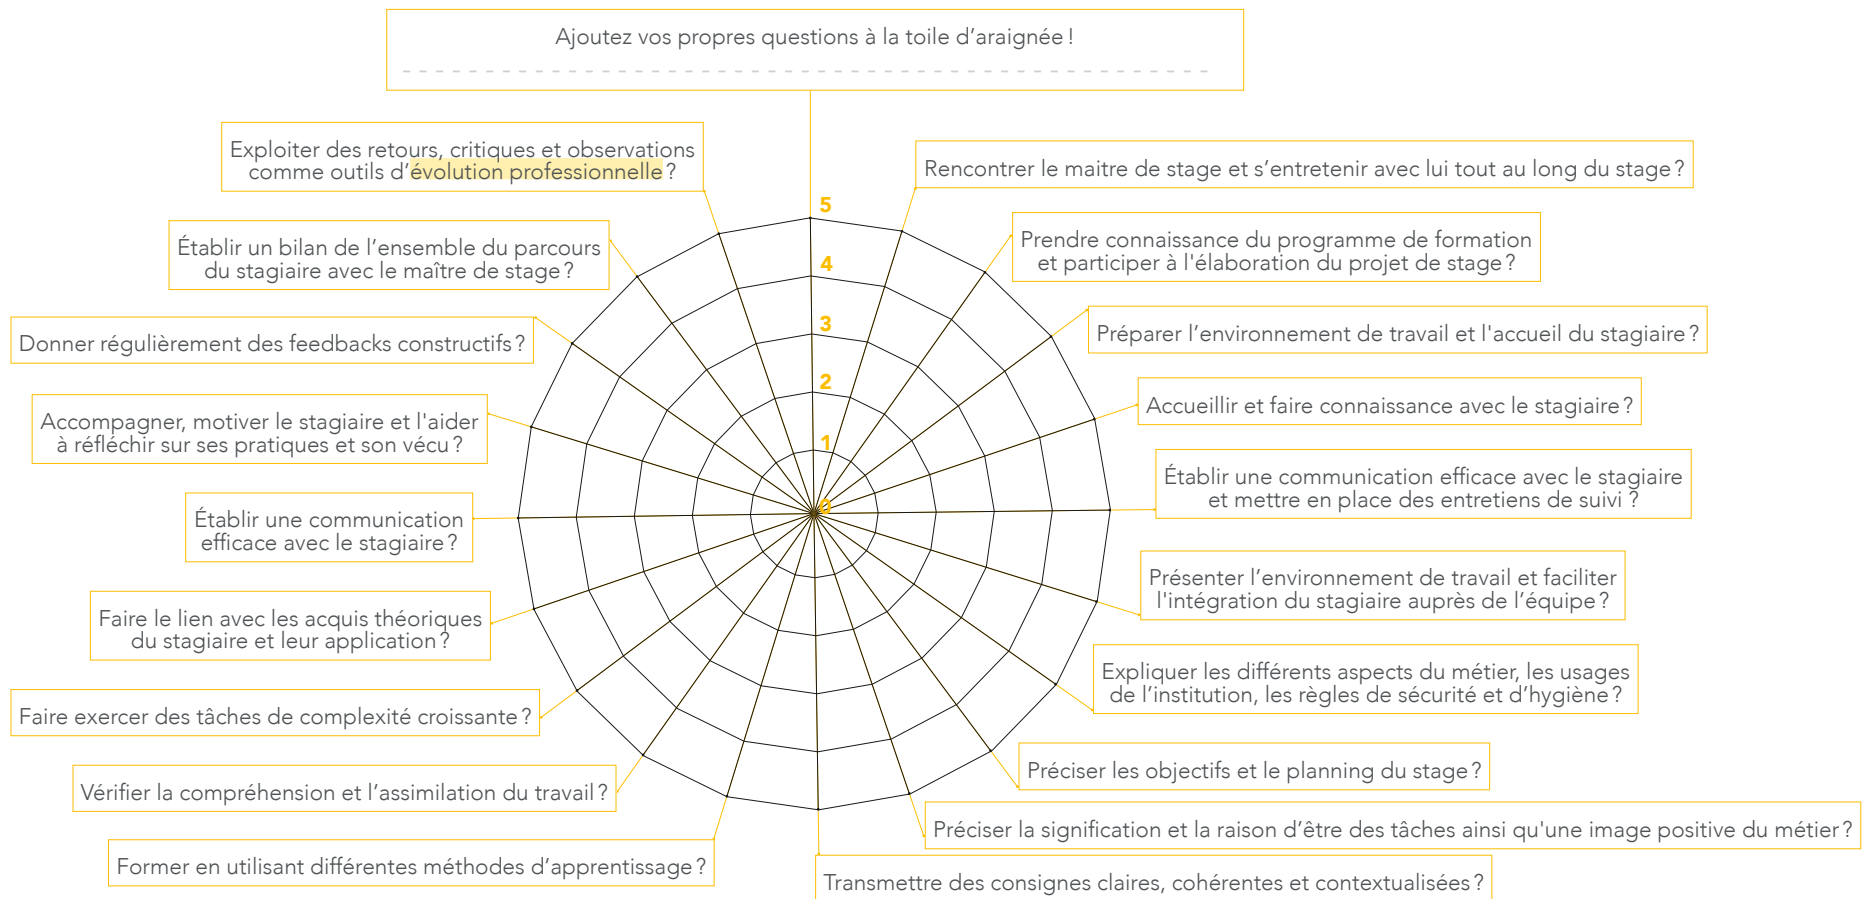 Ajoutez vos propres questions à la toile d’araignée !
Exploiter des retours, critiques et observations
comme outils d’évolution professionnelle ?
Rencontrer le maitre de stage et s’entretenir avec lui tout au long du stage ?
5
Établir un bilan de l’ensemble du parcours
du stagiaire avec le maître de stage ?
Prendre connaissance du programme de formation
et participer à l'élaboration du projet de stage ?
4
Donner régulièrement des feedbacks constructifs ?
3
Préparer l’environnement de travail et l'accueil du stagiaire ?
2
Accompagner, motiver le stagiaire et l'aider
à réfléchir sur ses pratiques et son vécu ?
Accueillir et faire connaissance avec le stagiaire ?
1
Établir une communication efficace avec le stagiaire
et mettre en place des entretiens de suivi ?
0
Établir une communication
efficace avec le stagiaire ?
Présenter l’environnement de travail et faciliter
l'intégration du stagiaire auprès de l’équipe ?
Faire le lien avec les acquis théoriques
du stagiaire et leur application ?
Expliquer les différents aspects du métier, les usages
de l’institution, les règles de sécurité et d’hygiène ?
Faire exercer des tâches de complexité croissante ?
Préciser les objectifs et le planning du stage ?
Vérifier la compréhension et l’assimilation du travail ?
Préciser la signification et la raison d’être des tâches ainsi qu'une image positive du métier ?
Former en utilisant différentes méthodes d’apprentissage ?
Transmettre des consignes claires, cohérentes et contextualisées ?